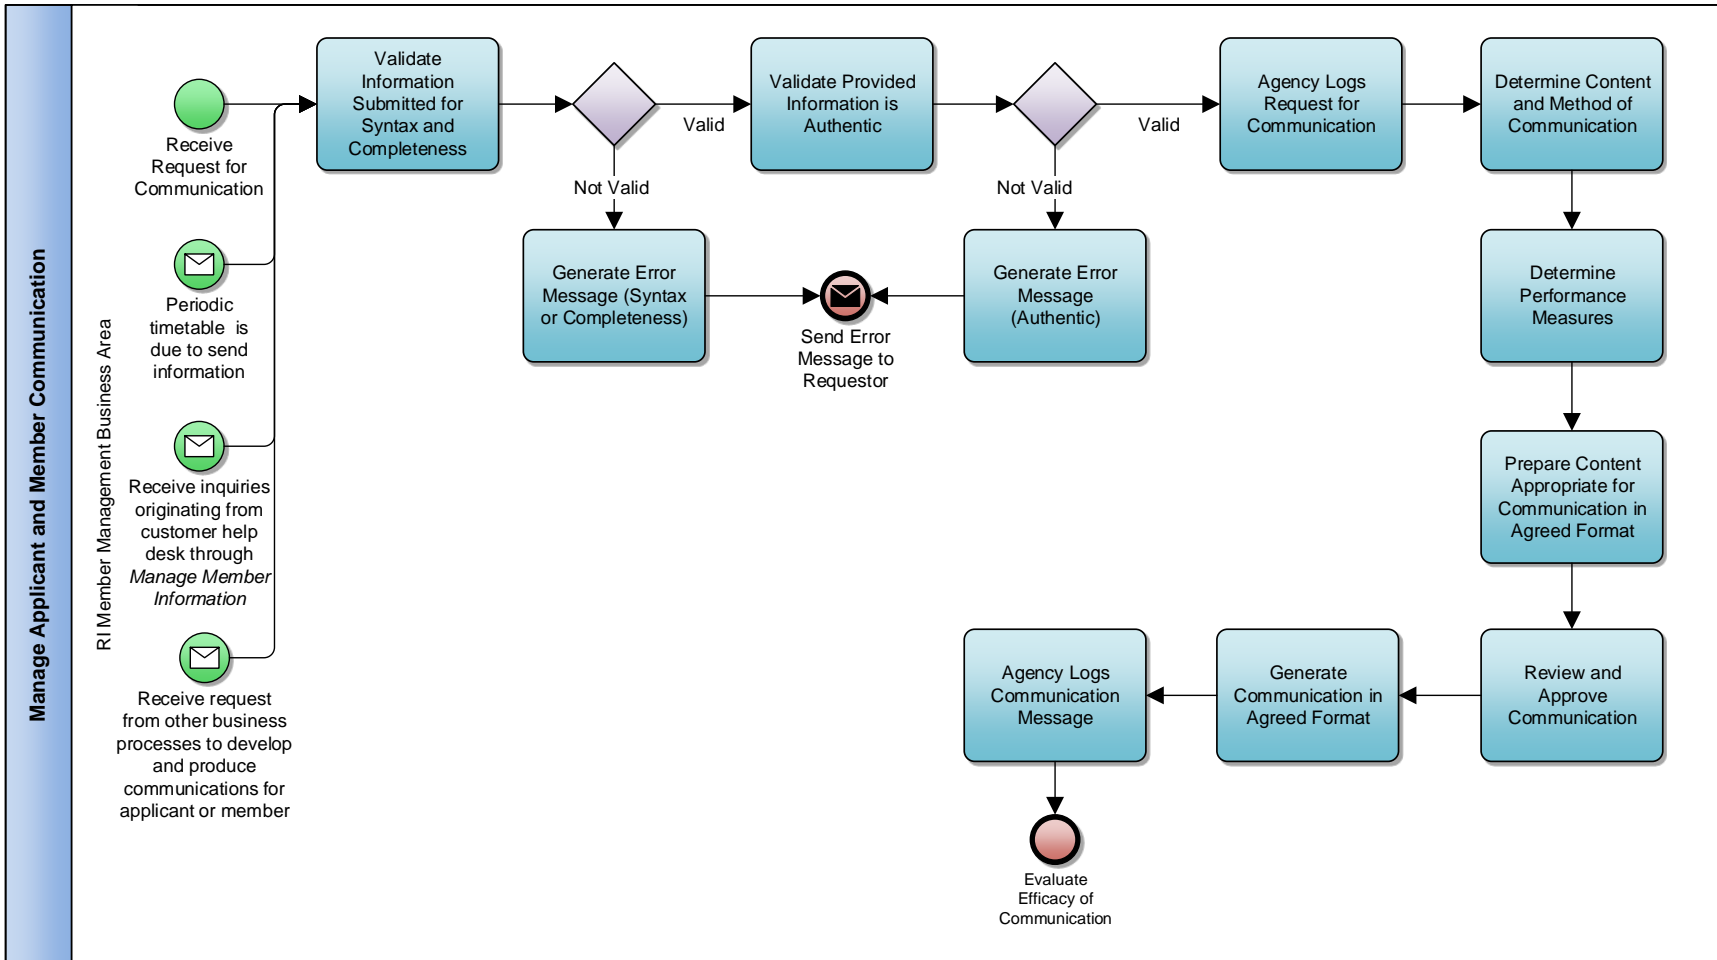 Manage Applicant and Member Communication
RI Member Management Business Area
Receive
Request for
Communication
Periodic
timetable is
due to send
information
Receive inquiries
originating from
customer help
desk through
Manage Member
Information
Receive request
from other business
processes to develop
and produce
communications for
applicant or member
Validate
Information
Submitted for
Syntax and
Completeness
Valid
Not Valid
Generate Error
Message (Syntax
or Completeness)
Validate Provided
Information is
Authentic
Valid
Not Valid
Generate Error
Message
(Authentic)
Send Error
Message to
Requestor
Agency Logs
Request for
Communication
Determine Content
and Method of
Communication
Determine
Performance
Measures
Prepare Content
Appropriate for
Communication in
Agreed Format
Review and
Approve
Communication
Generate
Communication in
Agreed Format
Agency Logs
Communication
Message
Evaluate
Efficacy of
Communication